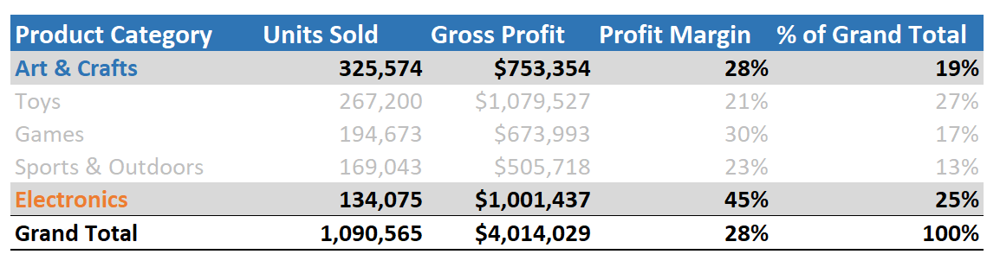 Product Category Units Sold Gross Profit Profit Margin % of Grand Total
Art & Crafts 325,574 $753,354 28% 19%
Toys 267,200 $1,079,527 21% 27%
Games 194,673 $673,993 30% 17%
Sports & Outdoors 169,043 $505,718 23% 13%
Electronics 134,075 $1,001,437 45% 25%
Grand Total 1,090,565 $4,014,029 28% 100%